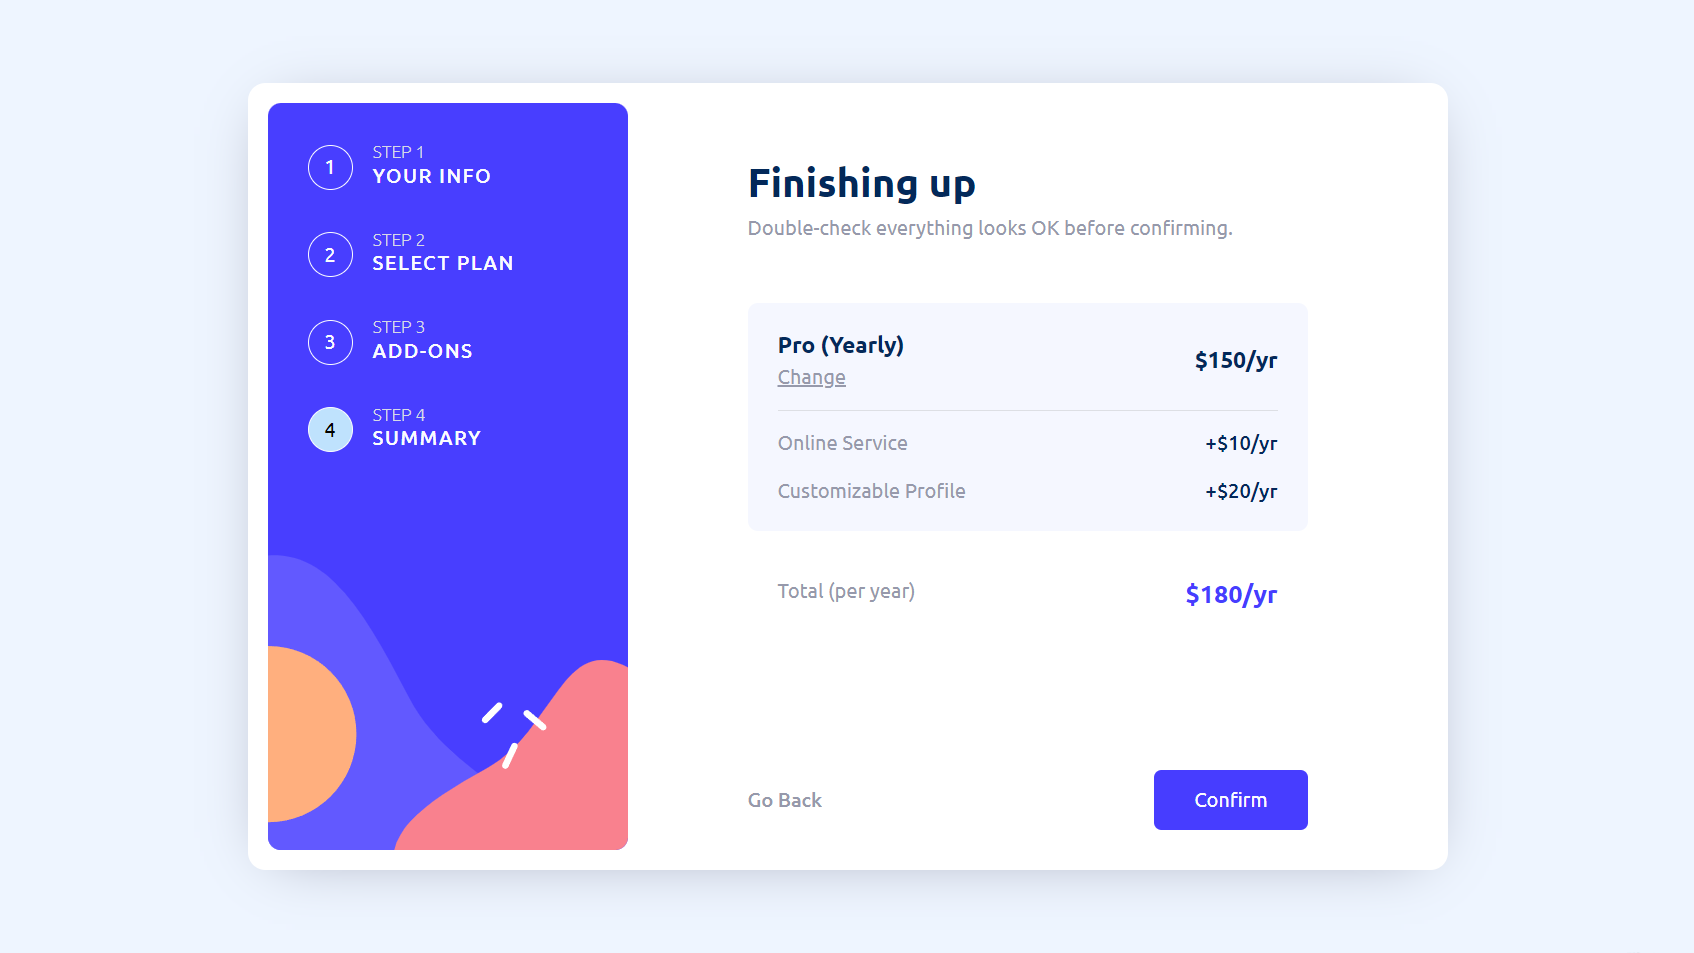 1
STEP 1
YOUR INFO
2
STEP 2
SELECT PLAN
3
STEP 3
ADD-ONS
4
STEP 4
SUMMARY
Finishing up
Double-check everything looks OK before confirming.
Pro (Yearly)
Change
$150/yr
Online Service +$10/yr
Customizable Profile +$20/yr
Total (per year) $180/yr
Go Back Confirm